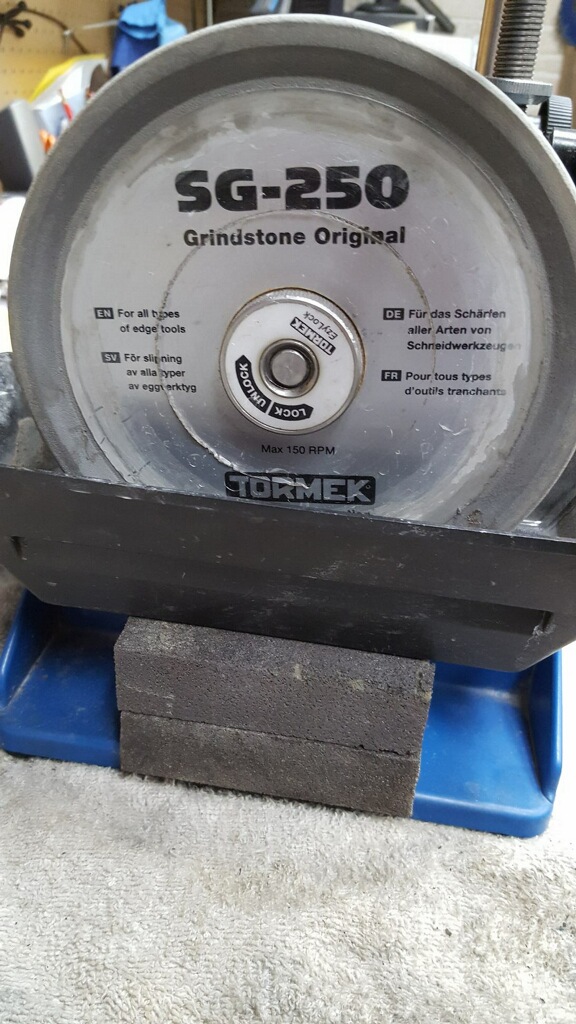 SG-250
Grindstone Original
EN For all types
of edge tools
SV För slipning
av alla typer
av eggverktyg
DE Für das Schärfen
aller Arten von
Schneidwerkzeugen
FR Pour tous types
d'outils tranchants
TORMEK
EzyLock
UNLOCK
LOCK
Max 150 RPM
TORMEK